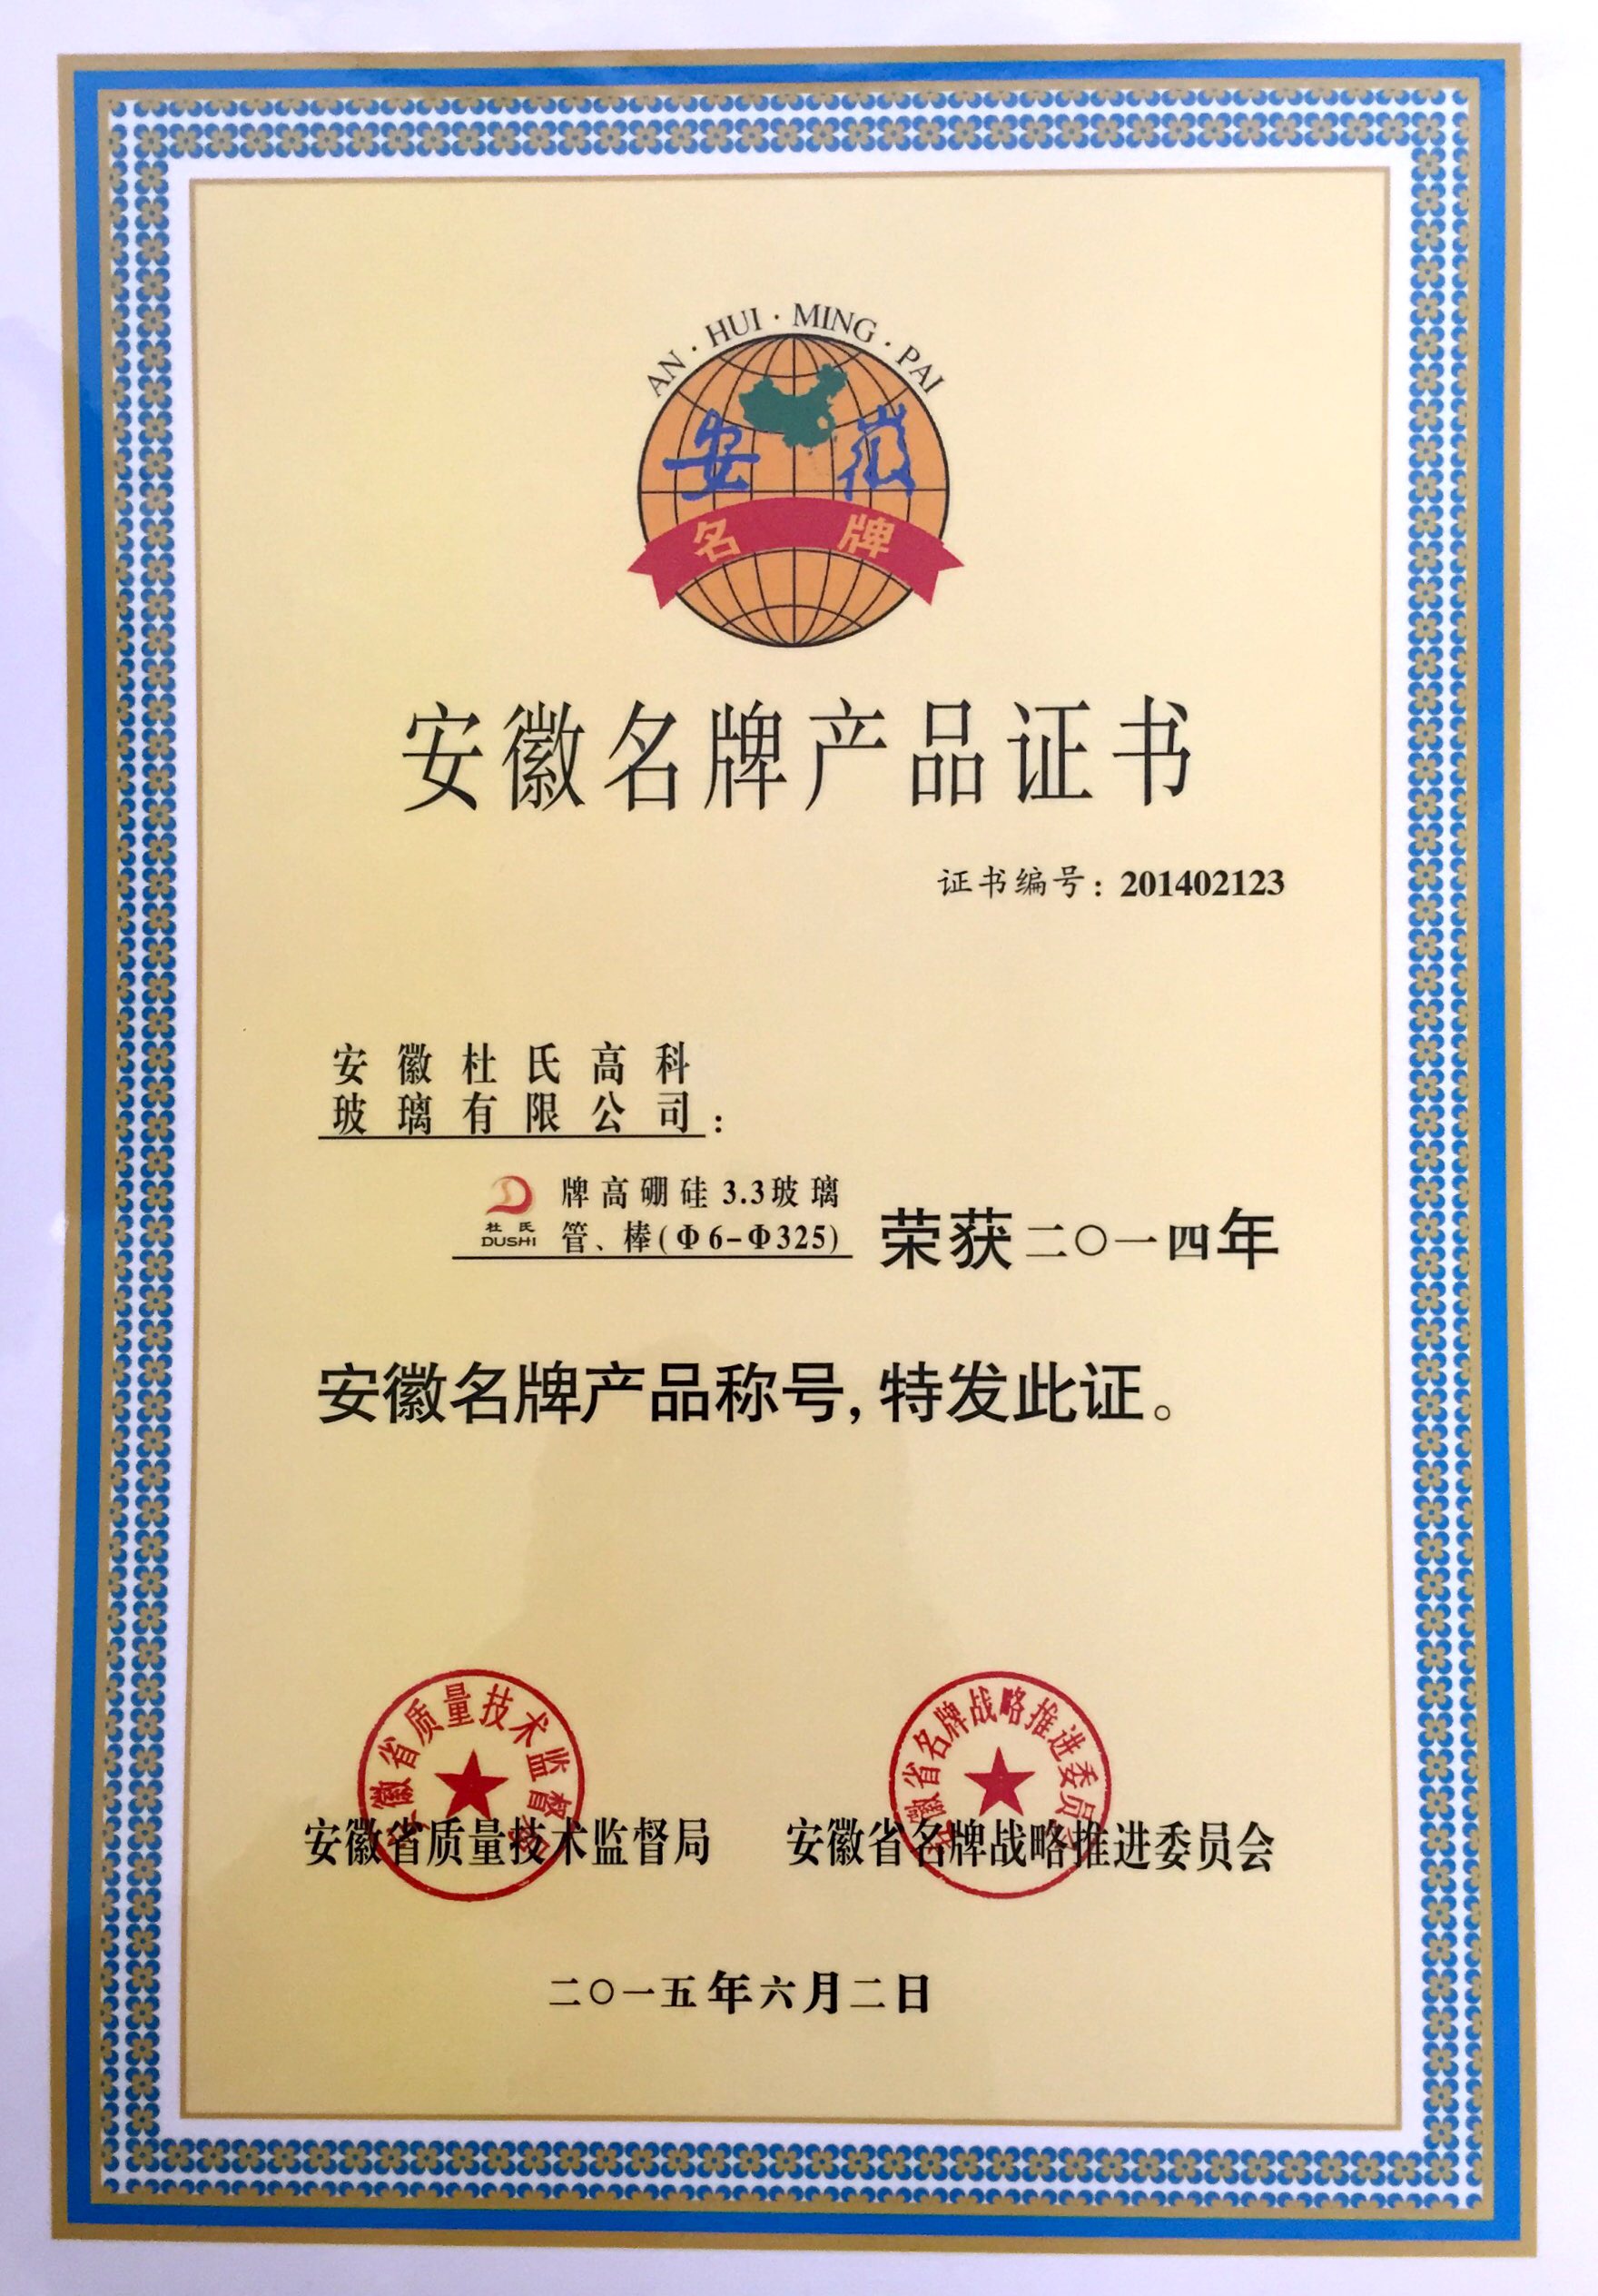 AN·HUI·MING·PAI
安徽
名牌
安徽名牌产品证书
证书编号：201402123
安徽杜氏高科
玻璃有限公司：
牌高硼硅3.3玻璃
杜氏
DUSHI 管、棒(Φ6-Φ325) 荣获二〇一四年
安徽名牌产品称号,特发此证。
安徽省质量技术监督局
安徽省名牌战略推进委员会
安徽省质量技术监督局 安徽省名牌战略推进委员会
二〇一五年六月二日